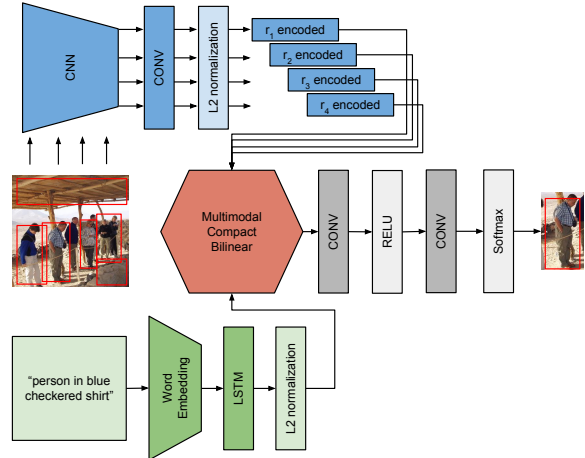 CNN
CONV
L2 normalization
r1 encoded
r2 encoded
r3 encoded
r4 encoded
Multimodal
Compact
Bilinear
CONV
RELU
CONV
Softmax
“person in blue
checkered shirt”
Word
Embedding
LSTM
L2 normalization